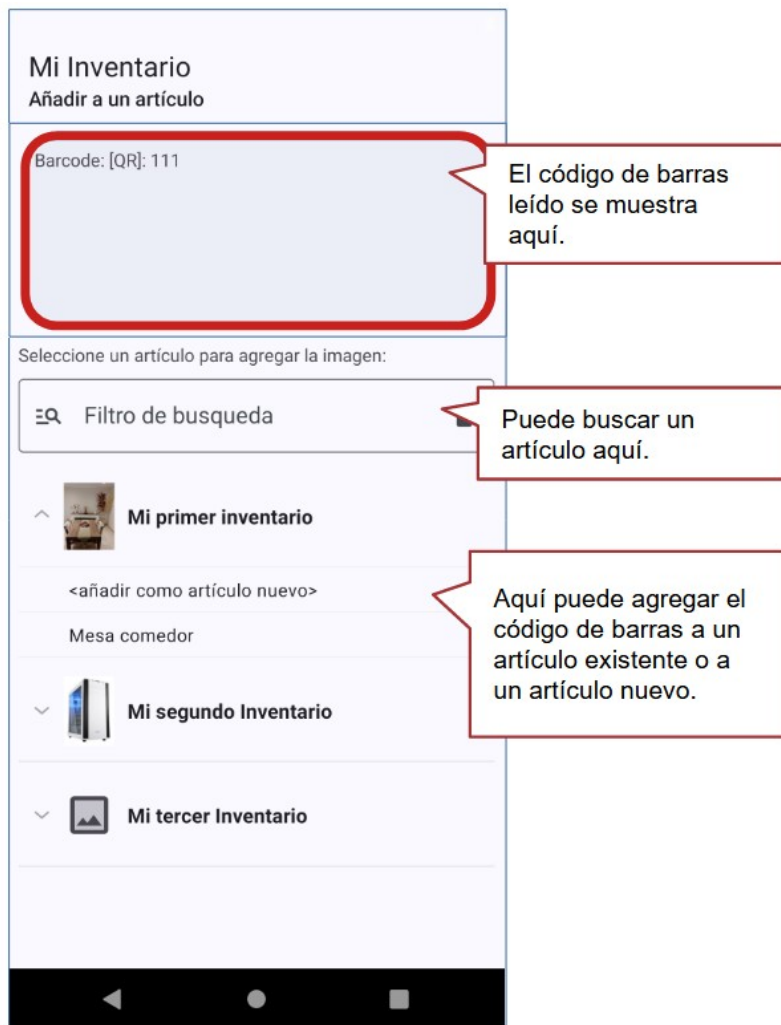 Mi Inventario
Añadir a un artículo
Barcode: [QR]: 111
El código de barras
leído se muestra
aquí.
Seleccione un artículo para agregar la imagen:
Filtro de busqueda
Puede buscar un
artículo aquí.
Mi primer inventario
<añadir como artículo nuevo>
Mesa comedor
Aquí puede agregar el
código de barras a un
artículo existente o a
un artículo nuevo.
Mi segundo Inventario
Mi tercer Inventario